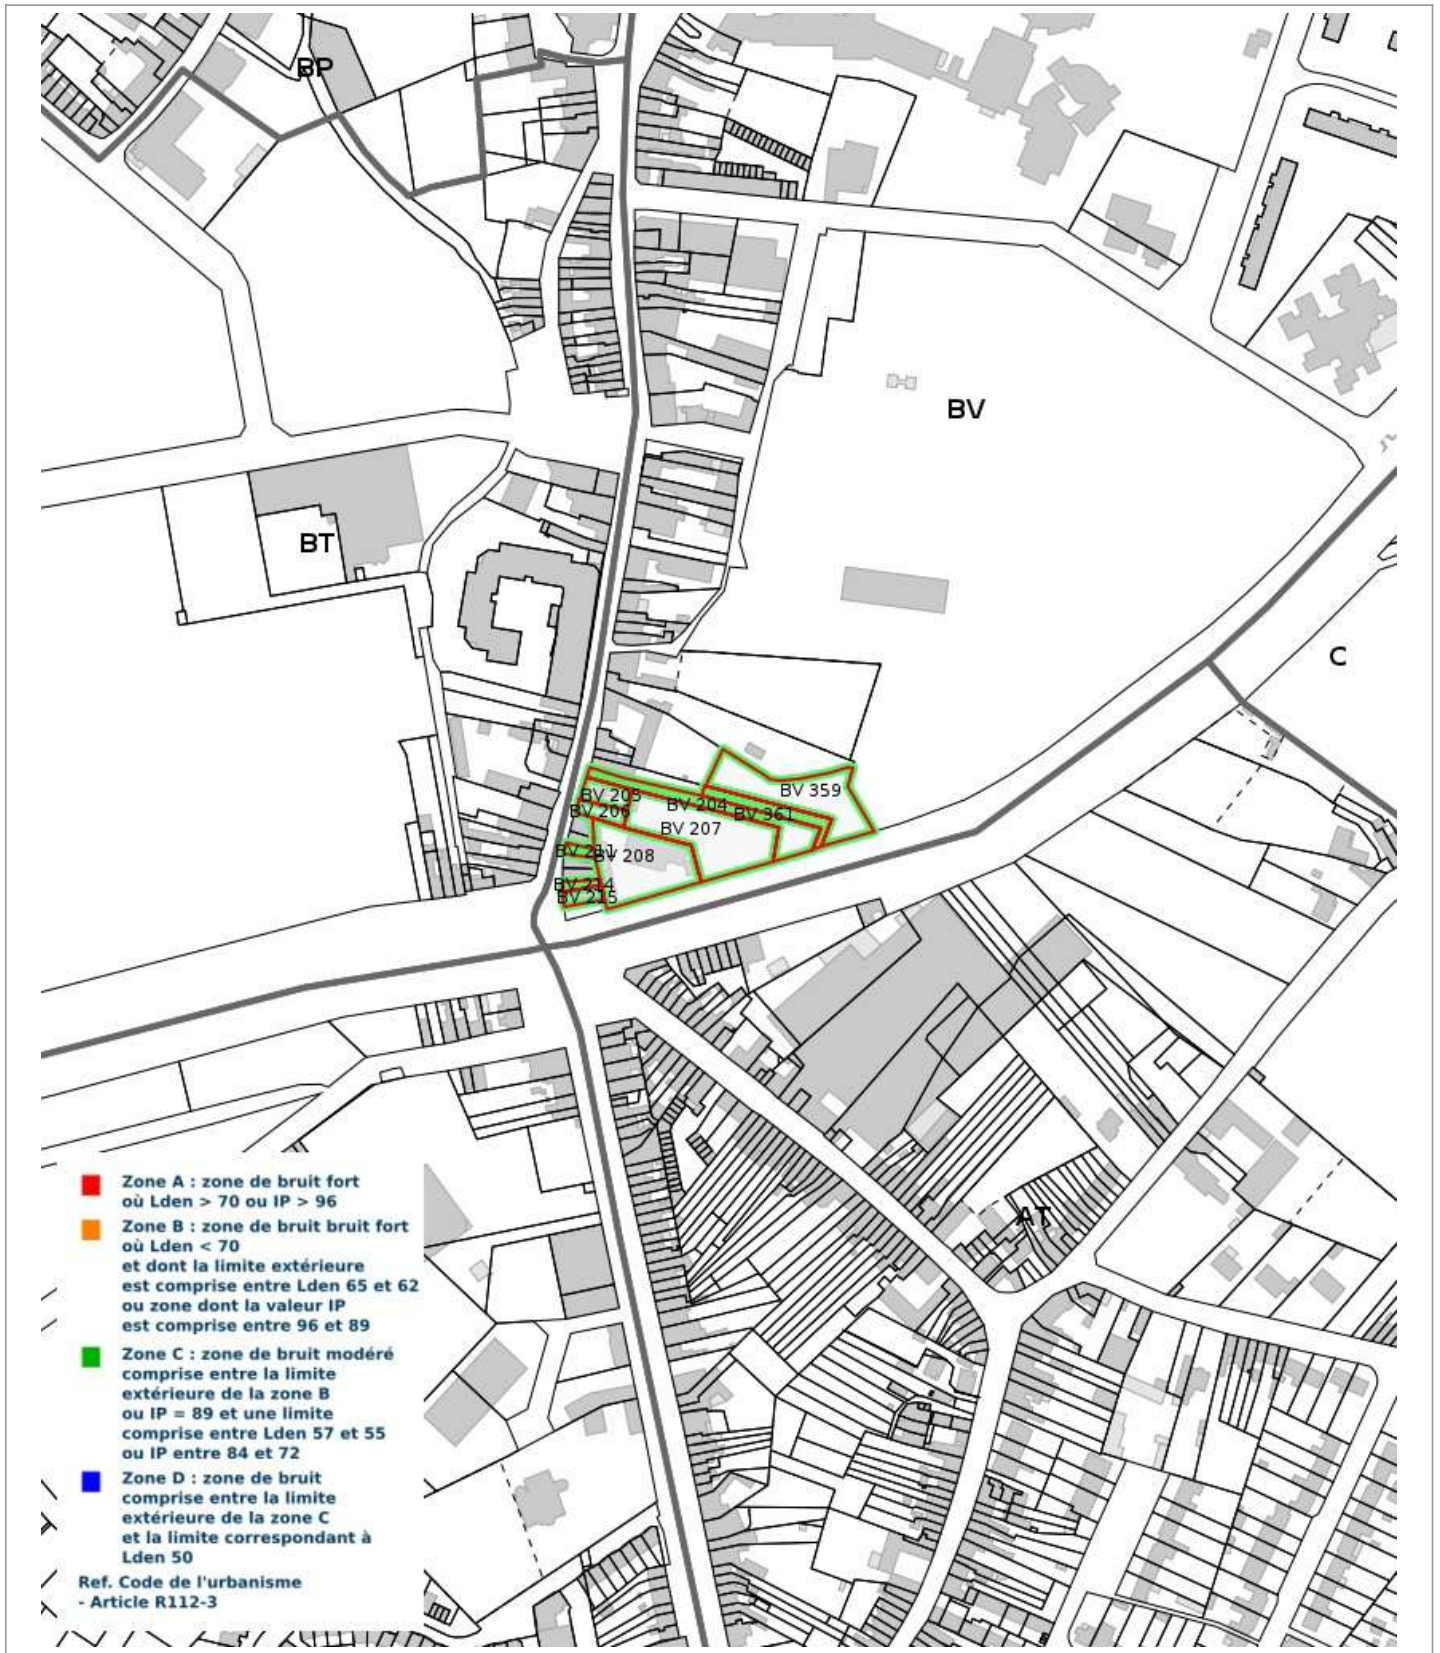 BP
BV
BT
C
BV 359
BV 205
BV 204
BV 206
BV 361
BV 207
BV 211
BV 208
BV 214
BV 215
AT
Zone A : zone de bruit fort
où Lden > 70 ou IP > 96
Zone B : zone de bruit bruit fort
où Lden < 70
et dont la limite extérieure
est comprise entre Lden 65 et 62
ou zone dont la valeur IP
est comprise entre 96 et 89
Zone C : zone de bruit modéré
comprise entre la limite
extérieure de la zone B
ou IP = 89 et une limite
comprise entre Lden 57 et 55
ou IP entre 84 et 72
Zone D : zone de bruit
comprise entre la limite
extérieure de la zone C
et la limite correspondant à
Lden 50
Ref. Code de l'urbanisme
- Article R112-3